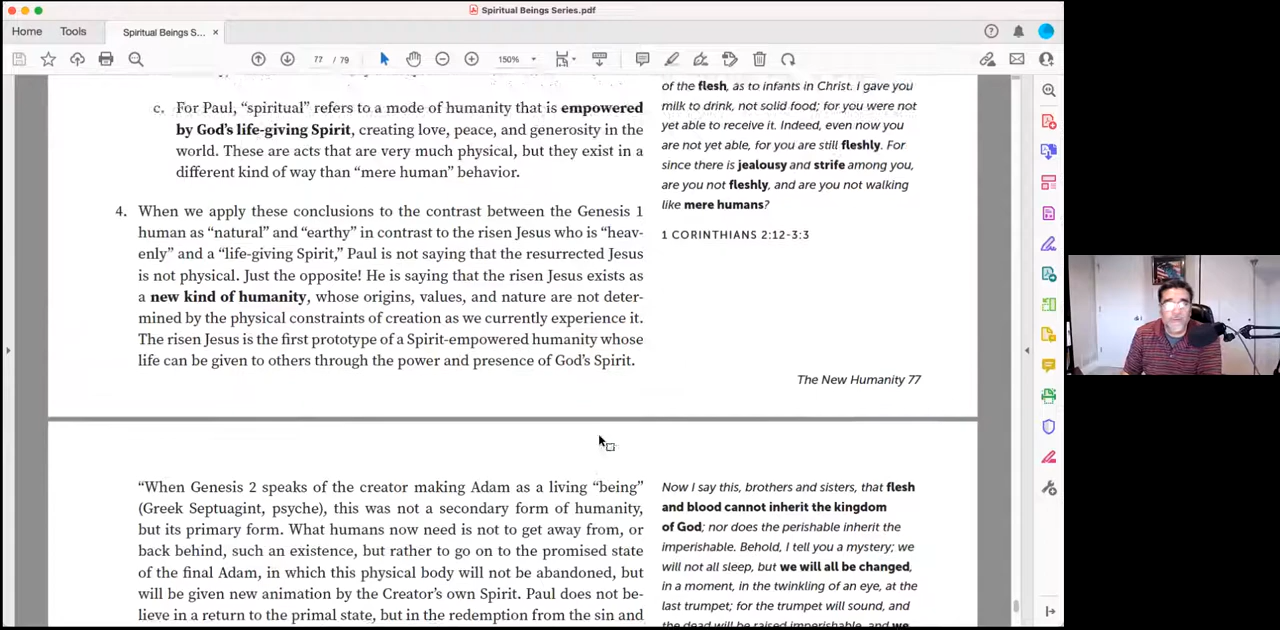 Spiritual Beings Series.pdf
Home
Tools
Spiritual Beings S... ×
77 / 79
150%
c. For Paul, “spiritual” refers to a mode of humanity that is empowered
by God’s life-giving Spirit, creating love, peace, and generosity in the
world. These are acts that are very much physical, but they exist in a
different kind of way than “mere human” behavior.
4. When we apply these conclusions to the contrast between the Genesis 1
human as “natural” and “earthy” in contrast to the risen Jesus who is “heav-
enly” and a “life-giving Spirit,” Paul is not saying that the resurrected Jesus
is not physical. Just the opposite! He is saying that the risen Jesus exists as
a new kind of humanity, whose origins, values, and nature are not deter-
mined by the physical constraints of creation as we currently experience it.
The risen Jesus is the first prototype of a Spirit-empowered humanity whose
life can be given to others through the power and presence of God’s Spirit.
of the flesh, as to infants in Christ. I gave you
milk to drink, not solid food; for you were not
yet able to receive it. Indeed, even now you
are not yet able, for you are still fleshly. For
since there is jealousy and strife among you,
are you not fleshly, and are you not walking
like mere humans?
1 CORINTHIANS 2:12-3:3
The New Humanity 77
“When Genesis 2 speaks of the creator making Adam as a living “being”
(Greek Septuagint, psyche), this was not a secondary form of humanity,
but its primary form. What humans now need is not to get away from, or
back behind, such an existence, but rather to go on to the promised state
of the final Adam, in which this physical body will not be abandoned, but
will be given new animation by the Creator’s own Spirit. Paul does not be-
lieve in a return to the primal state, but in the redemption from the sin and
Now I say this, brothers and sisters, that flesh
and blood cannot inherit the kingdom
of God; nor does the perishable inherit the
imperishable. Behold, I tell you a mystery; we
will not all sleep, but we will all be changed,
in a moment, in the twinkling of an eye, at the
last trumpet; for the trumpet will sound, and
the dead will be raised imperishable, and we